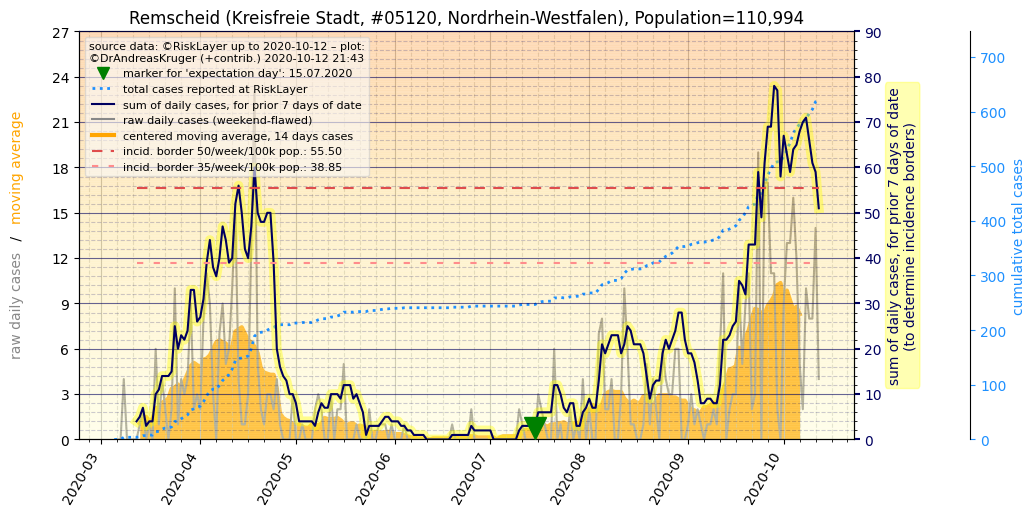 Remscheid (Kreisfreie Stadt, #05120, Nordrhein-Westfalen), Population=110,994
source data: ©RiskLayer up to 2020-10-12 – plot:
©DrAndreasKruger (+contrib.) 2020-10-12 21:43
marker for 'expectation day': 15.07.2020
total cases reported at RiskLayer
sum of daily cases, for prior 7 days of date
raw daily cases (weekend-flawed)
centered moving average, 14 days cases
incid. border 50/week/100k pop.: 55.50
incid. border 35/week/100k pop.: 38.85
raw daily cases / moving average
27
24
21
18
15
12
9
6
3
0
90
80
70
60
50
40
30
20
10
0
sum of daily cases, for prior 7 days of date
(to determine incidence borders)
700
600
500
400
300
200
100
0
cumulative total cases
2020-03
2020-04
2020-05
2020-06
2020-07
2020-08
2020-09
2020-10